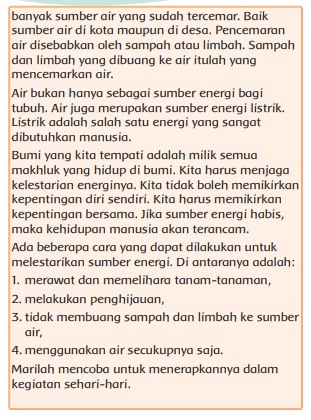 banyak sumber air yang sudah tercemar. Baik
sumber air di kota maupun di desa. Pencemaran
air disebabkan oleh sampah atau limbah. Sampah
dan limbah yang dibuang ke air itulah yang
mencemarkan air.
Air bukan hanya sebagai sumber energi bagi
tubuh. Air juga merupakan sumber energi listrik.
Listrik adalah salah satu energi yang sangat
dibutuhkan manusia.
Bumi yang kita tempati adalah milik semua
makhluk yang hidup di bumi. Kita harus menjaga
kelestarian energinya. Kita tidak boleh memikirkan
kepentingan diri sendiri. Kita harus memikirkan
kepentingan bersama. Jika sumber energi habis,
maka kehidupan manusia akan terancam.
Ada beberapa cara yang dapat dilakukan untuk
melestarikan sumber energi. Di antaranya adalah:
1. merawat dan memelihara tanam-tanaman,
2. melakukan penghijauan,
3. tidak membuang sampah dan limbah ke sumber
air,
4. menggunakan air secukupnya saja.
Marilah mencoba untuk menerapkannya dalam
kegiatan sehari-hari.